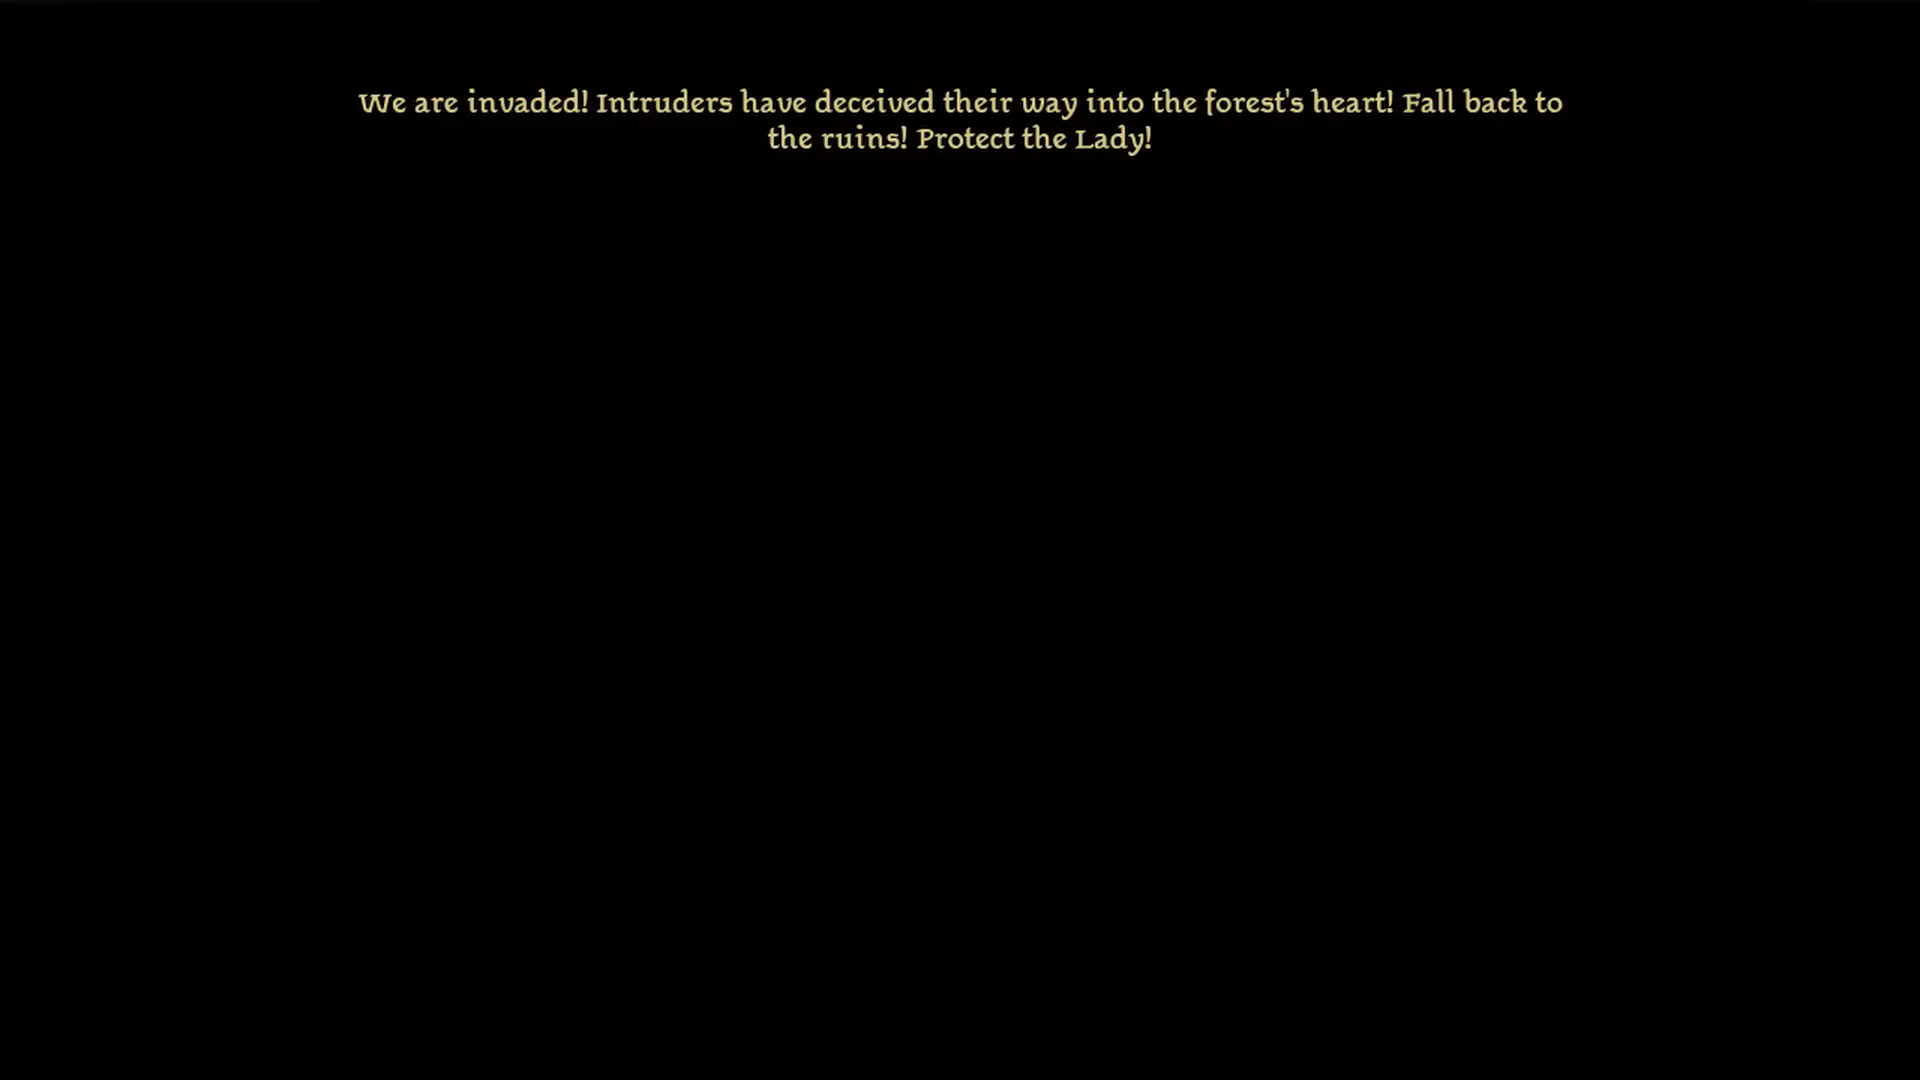 We are invaded! Intruders have deceived their way into the forest's heart! Fall back to
the ruins! Protect the Lady!